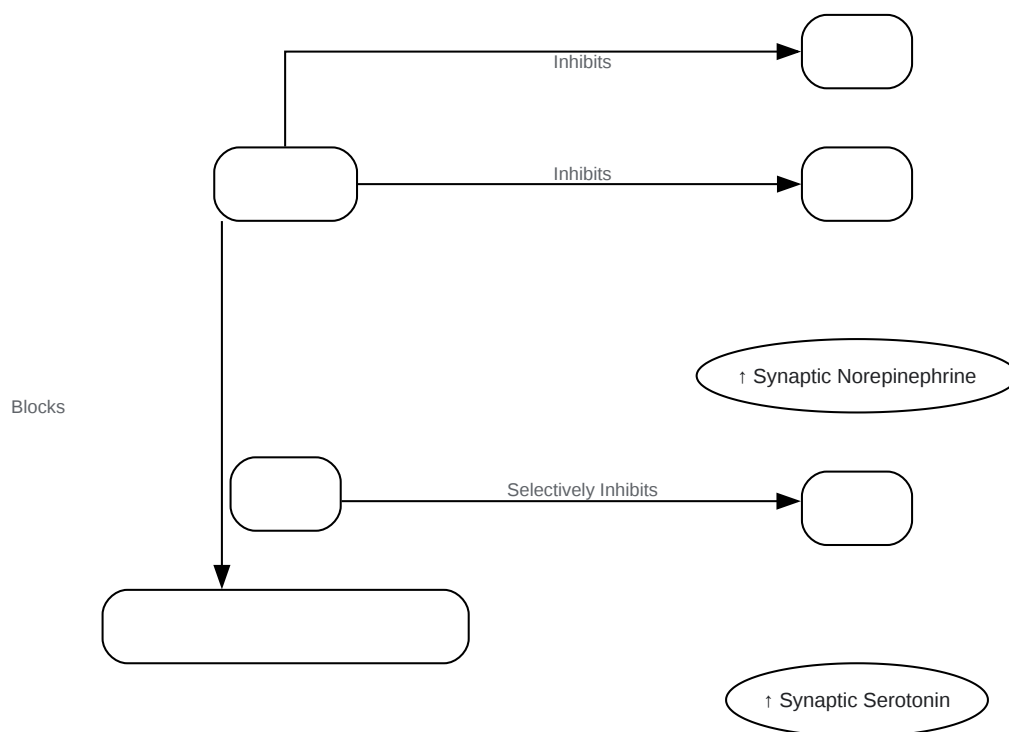 Inhibits
Inhibits
↑ Synaptic Norepinephrine
Blocks
Selectively Inhibits
↑ Synaptic Serotonin